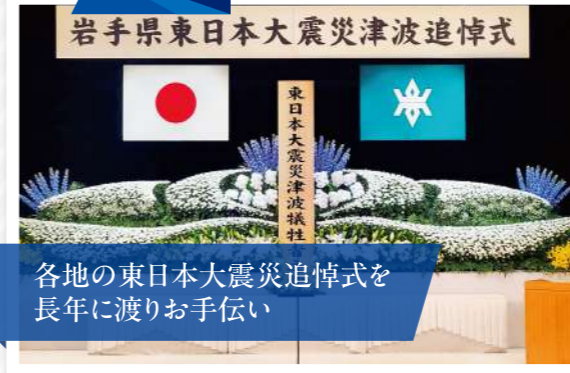 岩手県東日本大震災津波追悼式
東日本大震災津波犠牲
各地の東日本大震災追悼式を
長年に渡りお手伝い